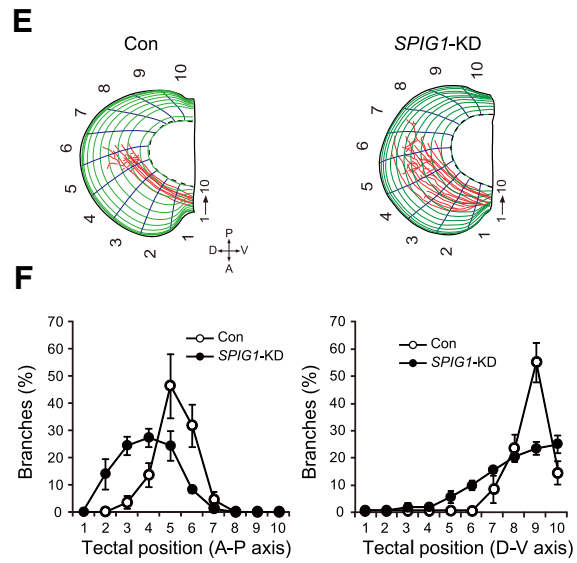 E
Con
SPIG1-KD
10
9
8
7
6
5
4
3
2
1
1→10
P
D V
A
10
9
8
7
6
5
4
3
2
1
1→10
F
Branches (%)
70
60
50
40
30
20
10
0
Con
SPIG1-KD
1 2 3 4 5 6 7 8 9 10
Tectal position (A-P axis)
Branches (%)
70
60
50
40
30
20
10
0
Con
SPIG1-KD
1 2 3 4 5 6 7 8 9 10
Tectal position (D-V axis)